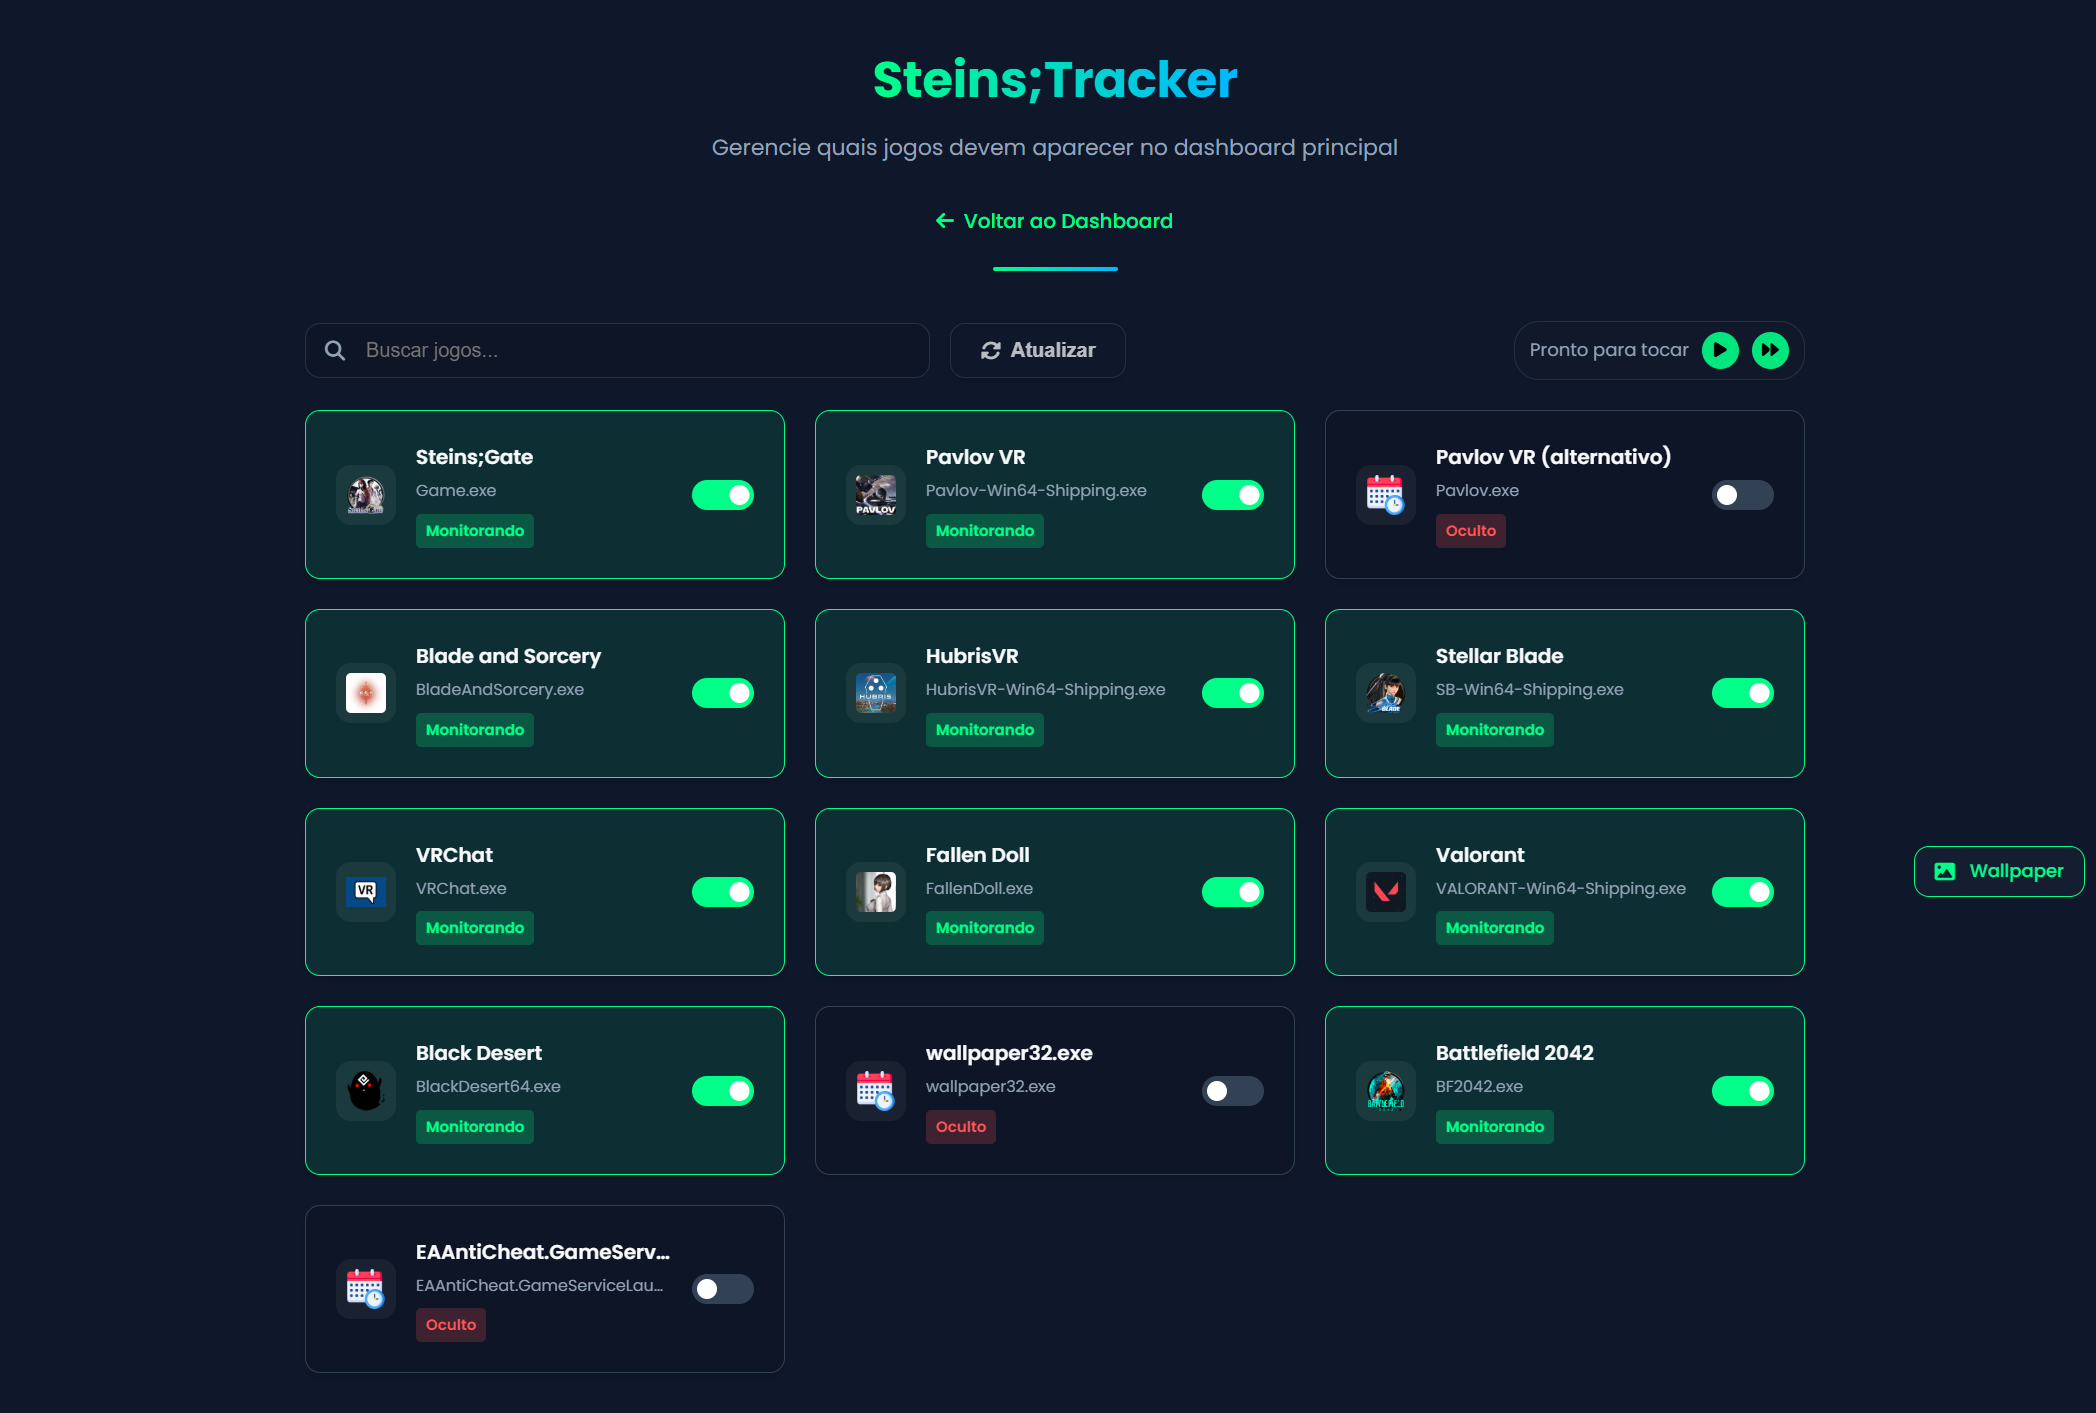 Steins;Tracker
Gerencie quais jogos devem aparecer no dashboard principal
Voltar ao Dashboard
Buscar jogos...
Atualizar
Pronto para tocar
Steins;Gate
Game.exe
Monitorando
Pavlov VR
Pavlov-Win64-Shipping.exe
Monitorando
Pavlov VR (alternativo)
Pavlov.exe
Oculto
Blade and Sorcery
BladeAndSorcery.exe
Monitorando
HUBRIS
HubrisVR
HubrisVR-Win64-Shipping.exe
Monitorando
Stellar Blade
SB-Win64-Shipping.exe
Monitorando
VR
VRChat
VRChat.exe
Monitorando
Fallen Doll
FallenDoll.exe
Monitorando
Valorant
VALORANT-Win64-Shipping.exe
Monitorando
Wallpaper
Black Desert
BlackDesert64.exe
Monitorando
wallpaper32.exe
wallpaper32.exe
Oculto
Battlefield 2042
BF2042.exe
Monitorando
EAAntiCheat.GameServ...
EAAntiCheat.GameServiceLau...
Oculto